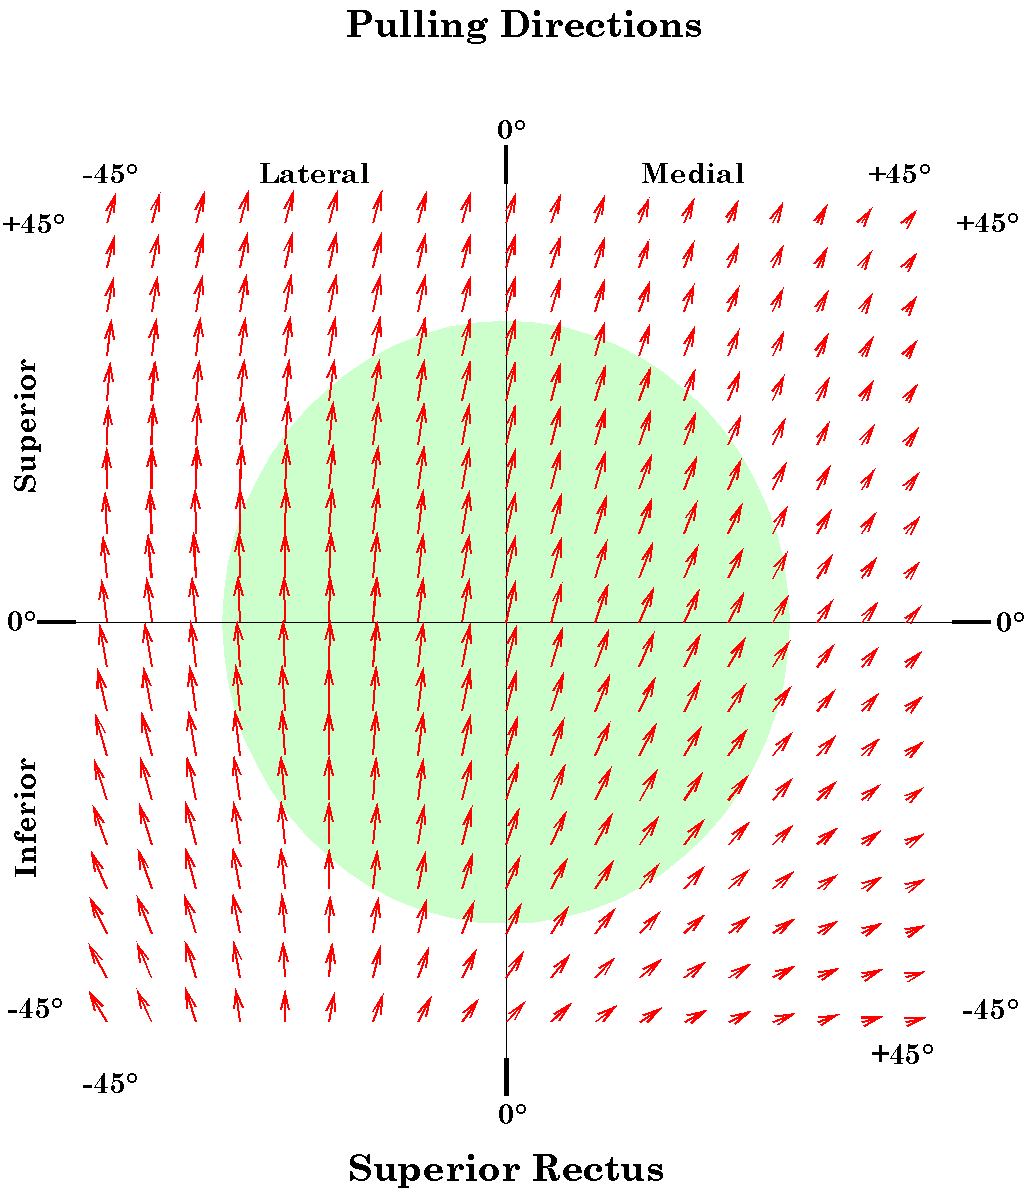 Pulling Directions
0°
-45° Lateral Medial +45°
+45° +45°
Superior
0° 0°
Inferior
-45° -45°
+45°
-45°
0°
Superior Rectus